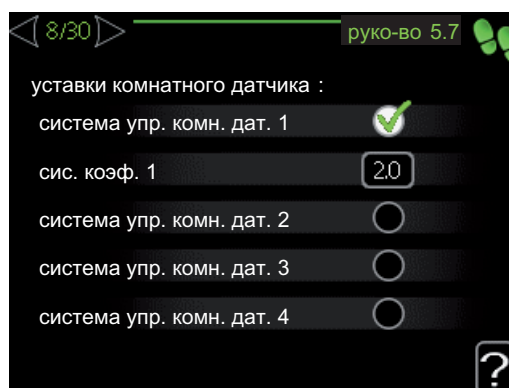 8/30 руко-во 5.7
уставки комнатного датчика :
система упр. комн. дат. 1
сис. коэф. 1 2.0
система упр. комн. дат. 2
система упр. комн. дат. 3
система упр. комн. дат. 4
?